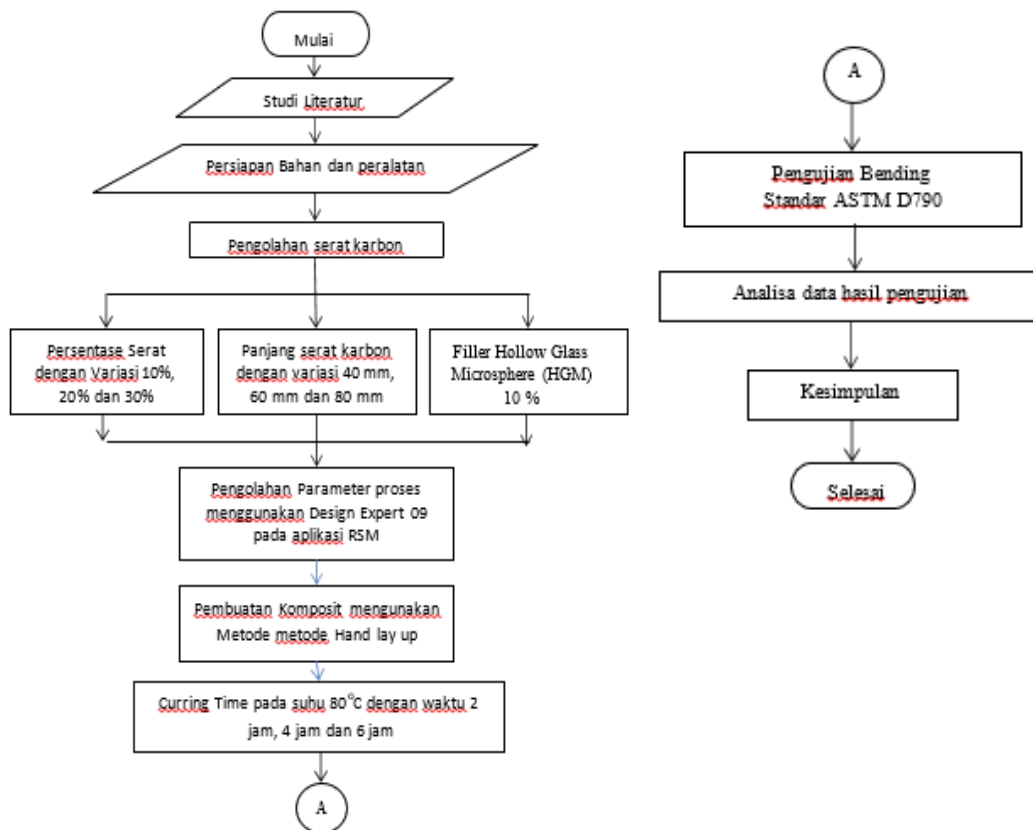 Mulai
Studi Literatur
Persiapan Bahan dan peralatan
Pengolahan serat karbon
Persentase Serat
dengan Variasi 10%,
20% dan 30%
Panjang serat karbon
dengan variasi 40 mm,
60 mm dan 80 mm
Filler Hollow Glass
Microsphere (HGM)
10 %
Pengolahan Parameter proses
menggunakan Design Expert 09
pada aplikasi RSM
Pembuatan Komposit mengunakan
Metode metode Hand lay up
Curring Time pada suhu 80°C dengan waktu 2
jam, 4 jam dan 6 jam
A
A
Pengujian Bending
Standar ASTM D790
Analisa data hasil pengujian
Kesimpulan
Selesai